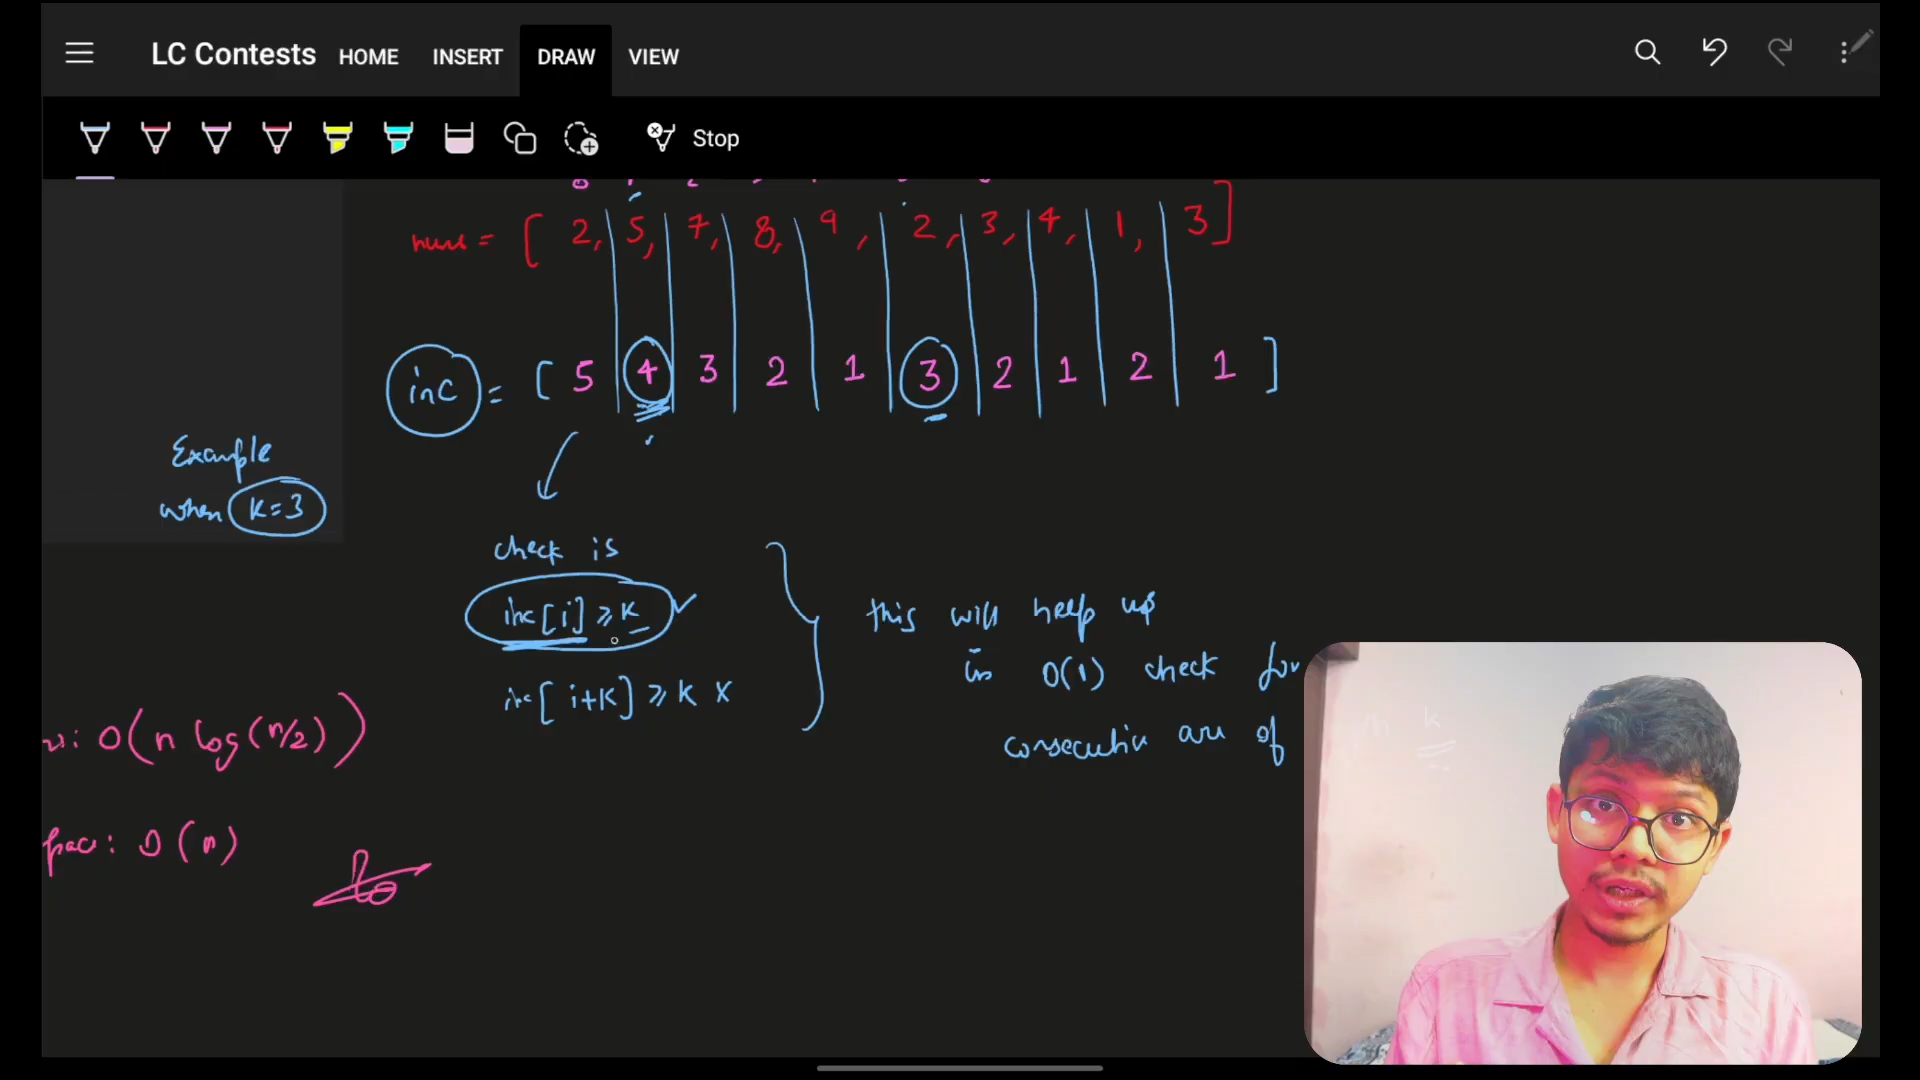 LC Contests HOME INSERT DRAW VIEW
Stop
nums = [ 2, 5, 7, 8, 9, 2, 3, 4, 1, 3 ]
inc = [ 5 4 3 2 1 3 2 1 2 1 ]
Example
when K=3
check is
inc[i] ≥ K ✓
inc[i+K] ≥ K X
this will help us
in O(1) check for
consecutive arr of
k
: O(n log(n/2))
pace: O(n)